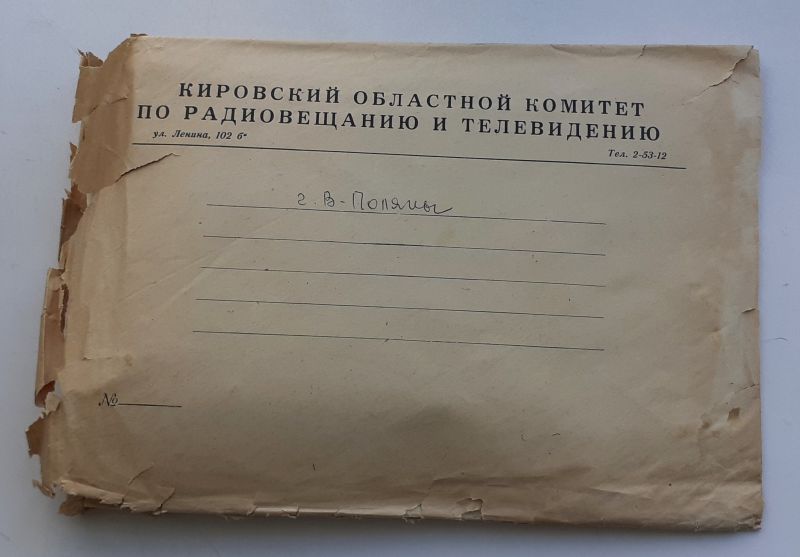 КИРОВСКИЙ ОБЛАСТНОЙ КОМИТЕТ
ПО РАДИОВЕЩАНИЮ И ТЕЛЕВИДЕНИЮ
ул. Ленина, 102 б
Тел. 2-53-12
г. В-Поляны
№